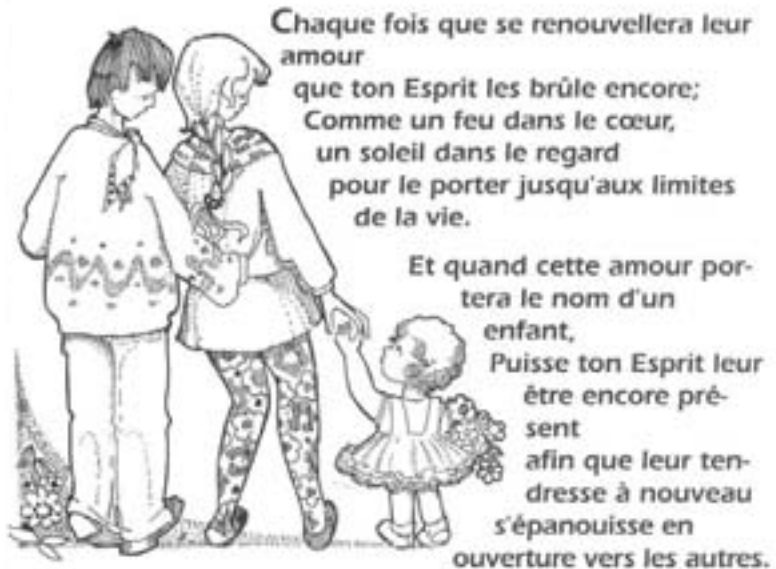 Chaque fois que se renouvellera leur
amour
que ton Esprit les brûle encore;
Comme un feu dans le cœur,
un soleil dans le regard
pour le porter jusqu'aux limites
de la vie.
Et quand cette amour por-
tera le nom d'un
enfant,
Puisse ton Esprit leur
être encore pré-
sent
afin que leur ten-
dresse à nouveau
s'épanouisse en
ouverture vers les autres.